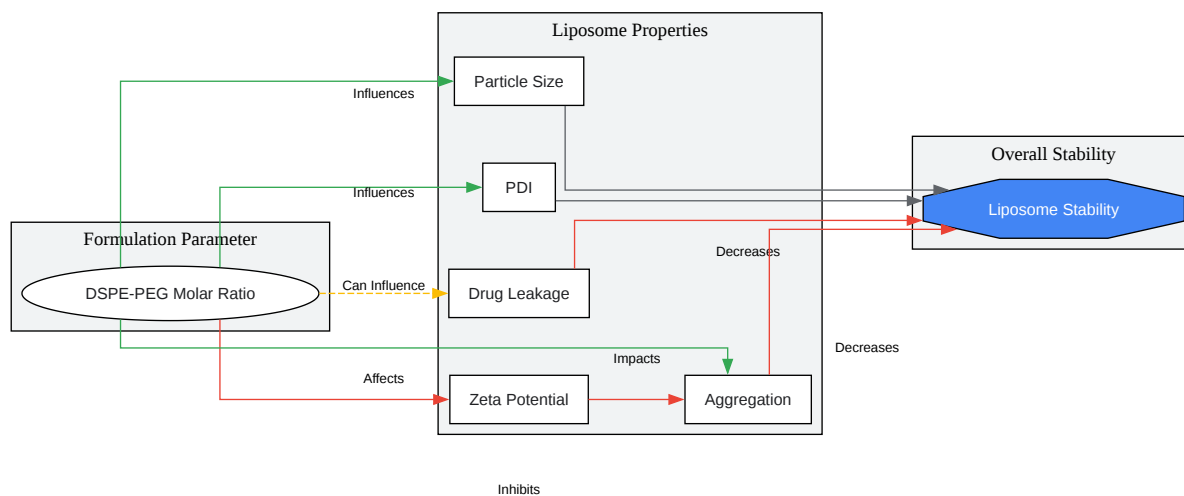 Liposome Properties
Particle Size
Influences
PDI
Influences
Overall Stability
Liposome Stability
Formulation Parameter
DSPE-PEG Molar Ratio
Can Influence
Drug Leakage
Decreases
Decreases
Impacts
Affects
Zeta Potential
Aggregation
Inhibits